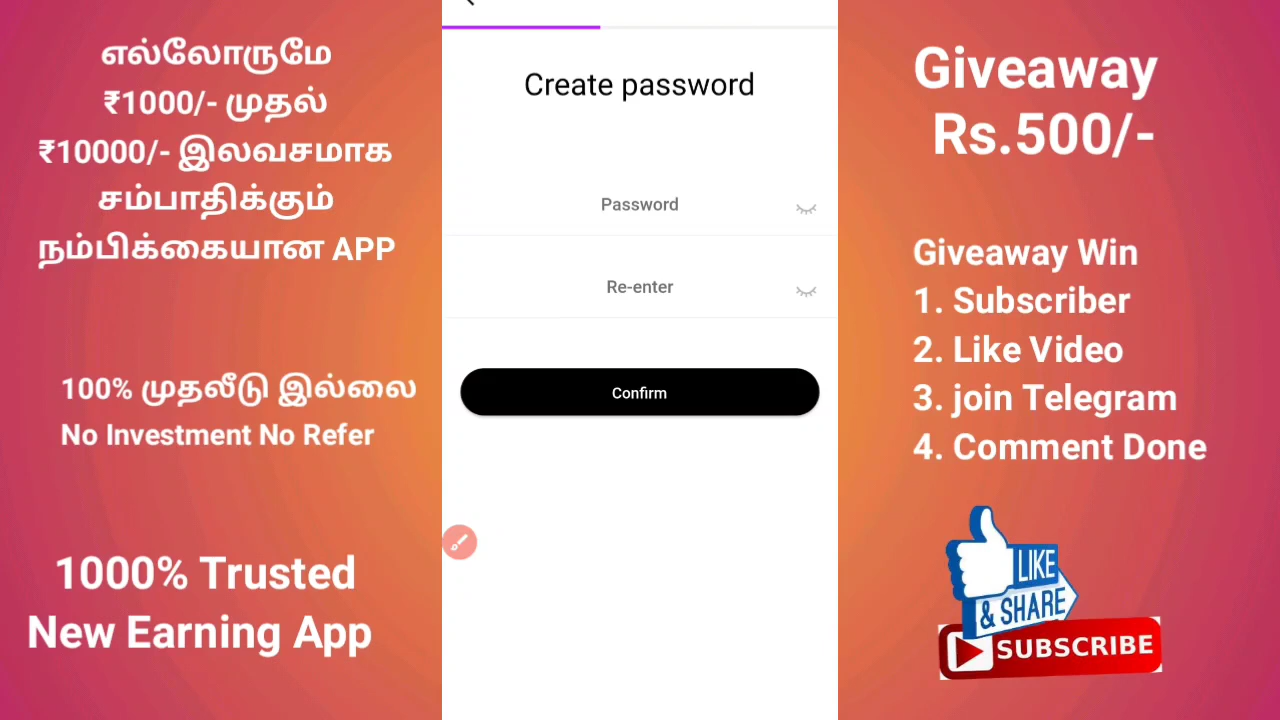 எல்லோருமே
₹1000/- முதல்
₹10000/- இலவசமாக
சம்பாதிக்கும்
நம்பிக்கையான APP
100% முதலீடு இல்லை
No Investment No Refer
1000% Trusted
New Earning App
Create password
Password
Re-enter
Confirm
Giveaway
Rs.500/-
Giveaway Win
1. Subscriber
2. Like Video
3. join Telegram
4. Comment Done
LIKE
& SHARE
SUBSCRIBE